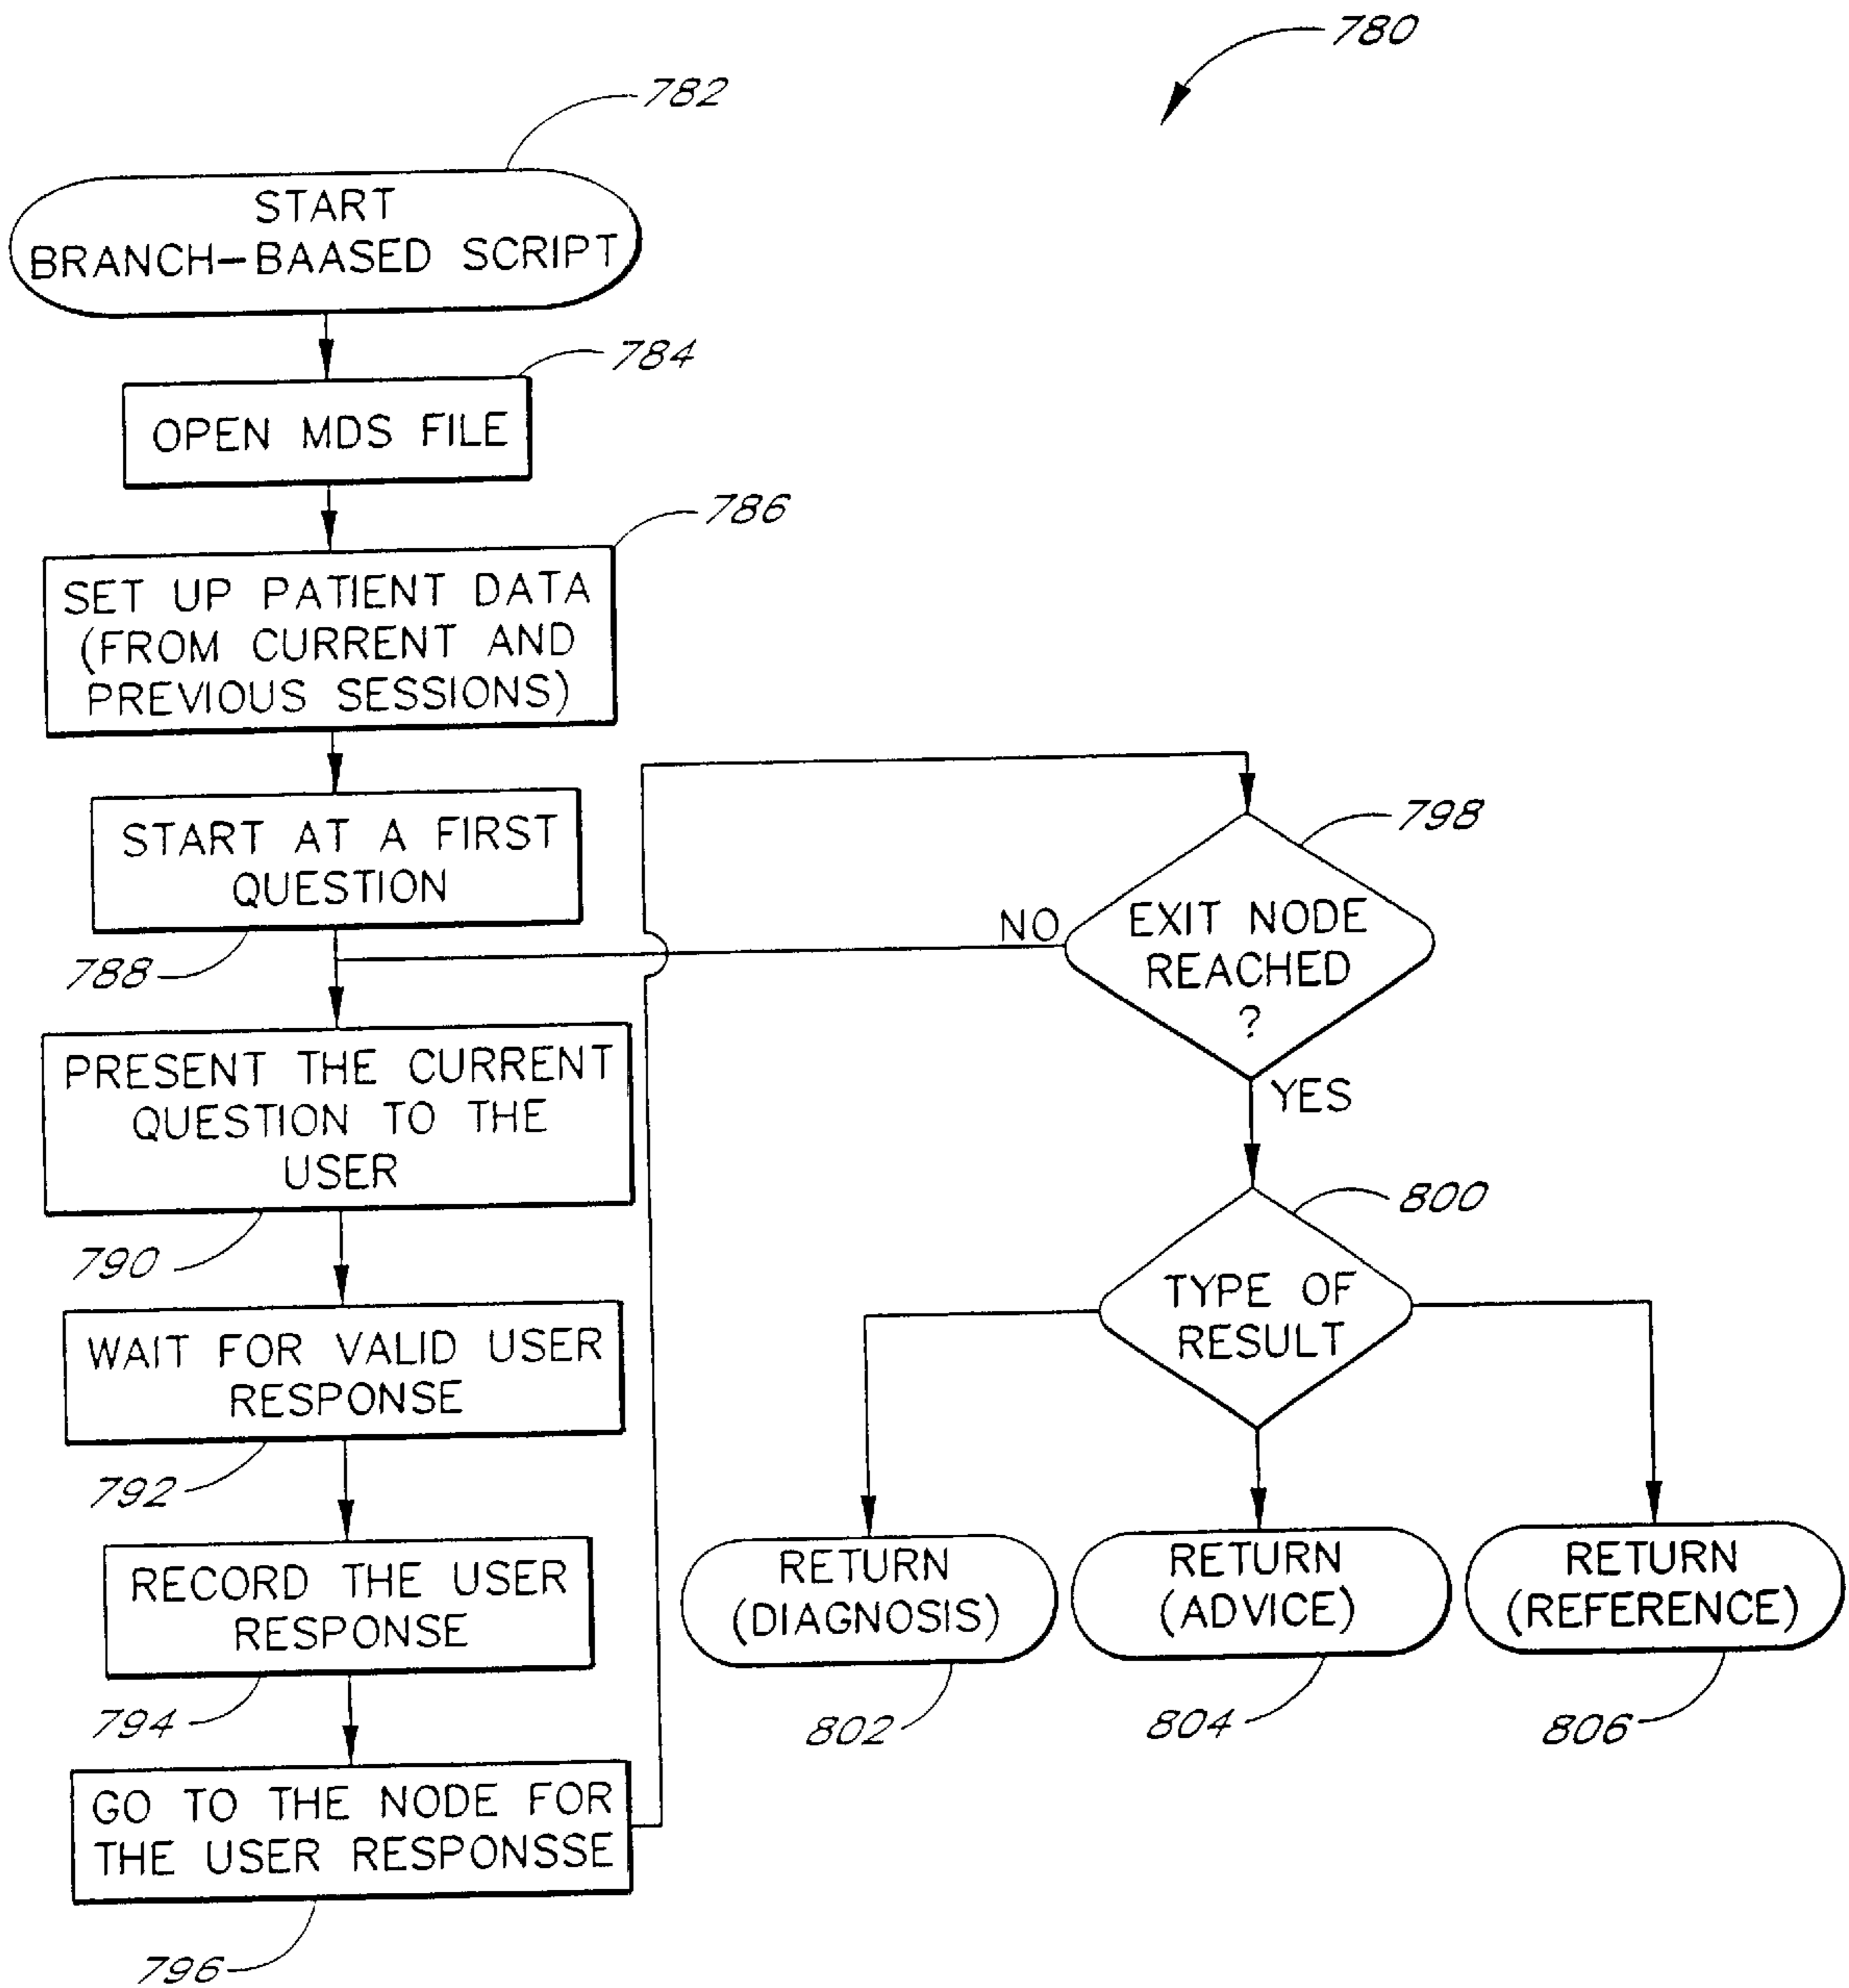 780
782
START
BRANCH-BAASED SCRIPT
784
OPEN MDS FILE
786
SET UP PATIENT DATA
(FROM CURRENT AND
PREVIOUS SESSIONS)
START AT A FIRST
QUESTION
788
PRESENT THE CURRENT
QUESTION TO THE
USER
790
WAIT FOR VALID USER
RESPONSE
792
RECORD THE USER
RESPONSE
794
GO TO THE NODE FOR
THE USER RESPONSSE
796
798
NO
EXIT NODE
REACHED
?
YES
800
TYPE OF
RESULT
RETURN
(DIAGNOSIS)
802
RETURN
(ADVICE)
804
RETURN
(REFERENCE)
806